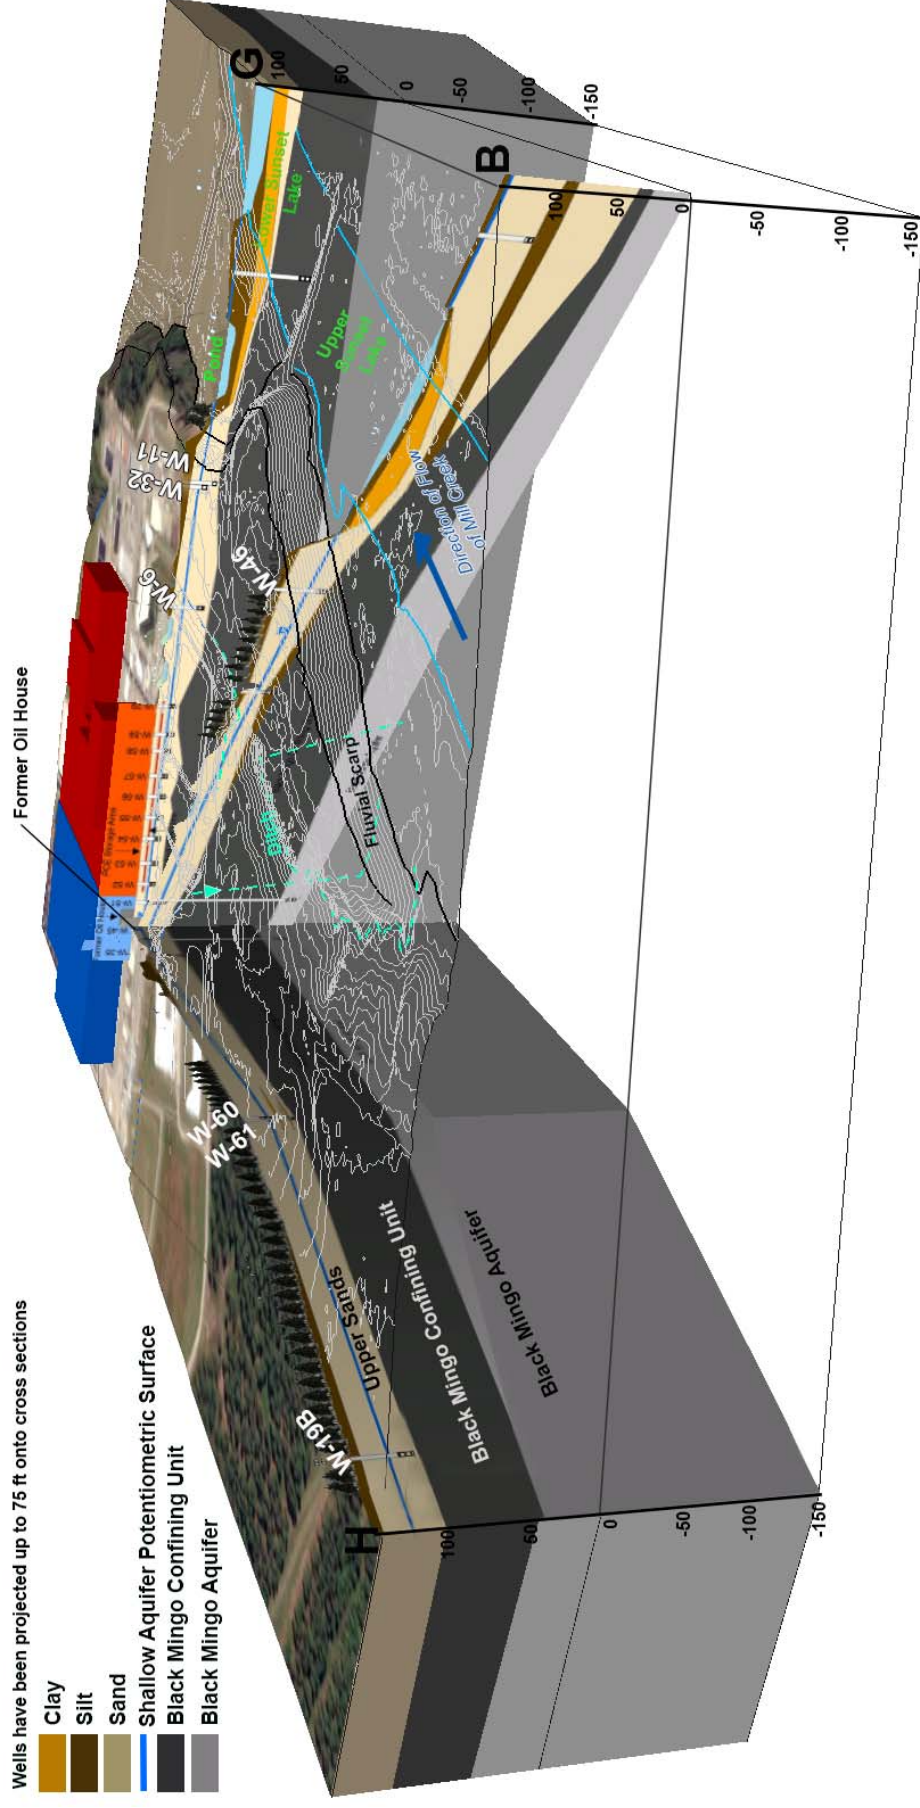 Wells have been projected up to 75 ft onto cross sections
Clay
Silt
Sand
Shallow Aquifer Potentiometric Surface
Black Mingo Confining Unit
Black Mingo Aquifer
Former Oil House
H
100
50
0
-50
-100
-150
W-19B
W-61
W-60
Upper Sands
Black Mingo Confining Unit
Black Mingo Aquifer
W-6
W-32
W-11
W-46
Ditch
Fluvial Scarp
Pond
Lower Sunset
Lake
Upper
Sunset
Lake
Direction of Flow
of Mill Creek
G
100
50
0
-50
-100
-150
B
100
50
0
-50
-100
-150